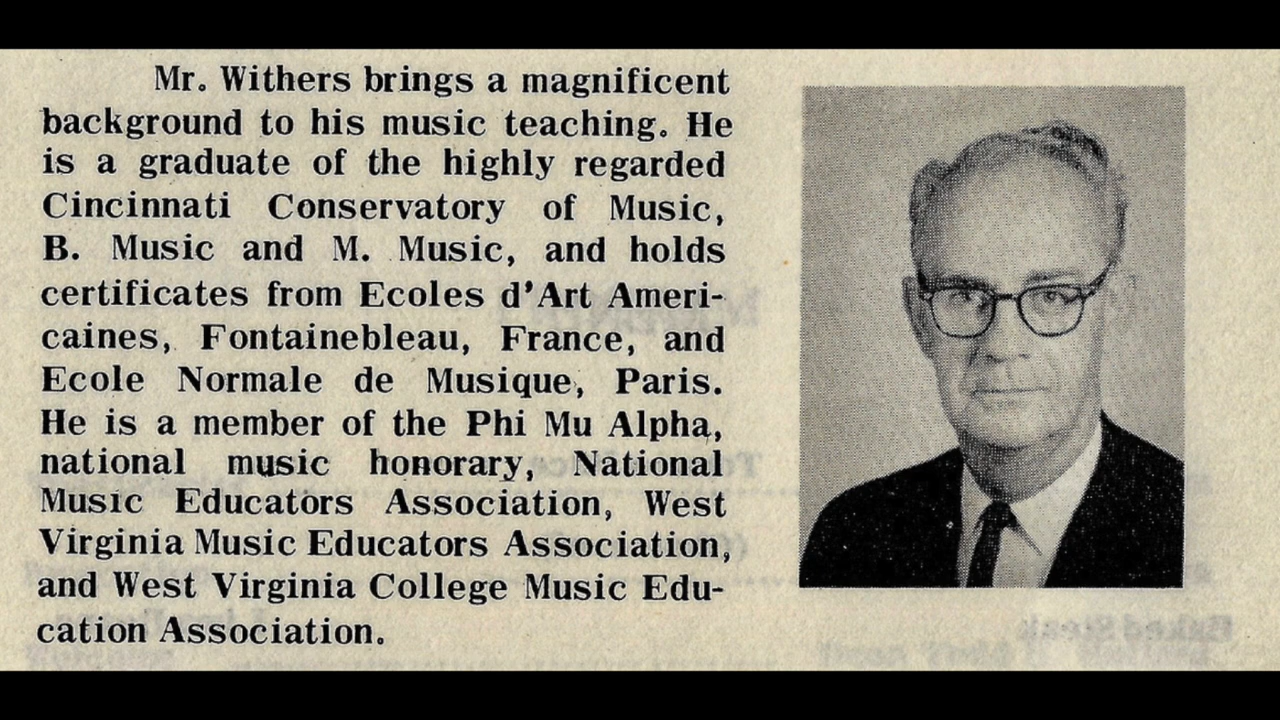 Mr. Withers brings a magnificent
background to his music teaching. He
is a graduate of the highly regarded
Cincinnati Conservatory of Music,
B. Music and M. Music, and holds
certificates from Ecoles d'Art Ameri-
caines, Fontainebleau, France, and
Ecole Normale de Musique, Paris.
He is a member of the Phi Mu Alpha,
national music honorary, National
Music Educators Association, West
Virginia Music Educators Association,
and West Virginia College Music Edu-
cation Association.
Baked Steak